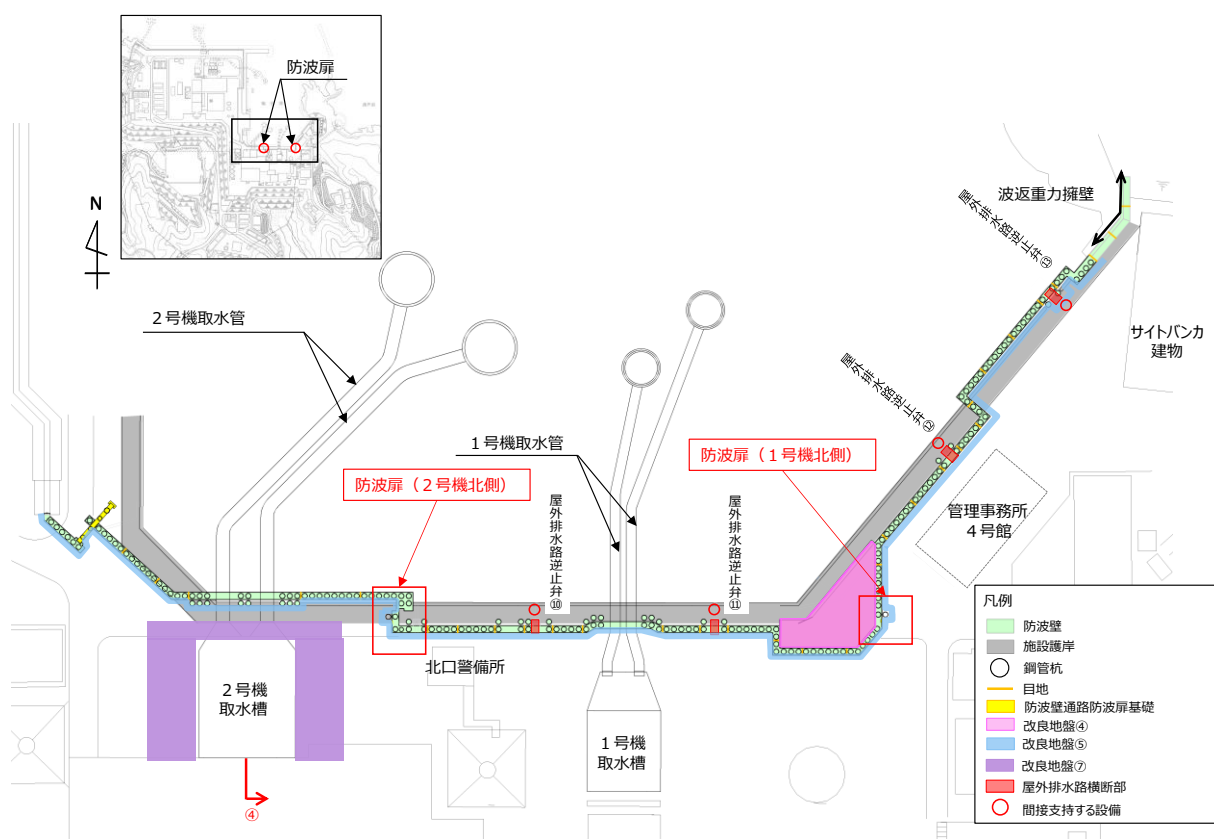 防波扉
N
波返重力擁壁
屋外排水路逆止弁⑬
2号機取水管
サイトバンカ
建物
屋外排水路逆止弁⑫
1号機取水管
防波扉（1号機北側）
防波扉（2号機北側）
屋外排水路逆止弁⑩
屋外排水路逆止弁⑪
管理事務所
4号館
北口警備所
2号機
取水槽
1号機
取水槽
④
凡例
防波壁
施設護岸
鋼管杭
目地
防波壁通路防波扉基礎
改良地盤④
改良地盤⑤
改良地盤⑦
屋外排水路横断部
間接支持する設備